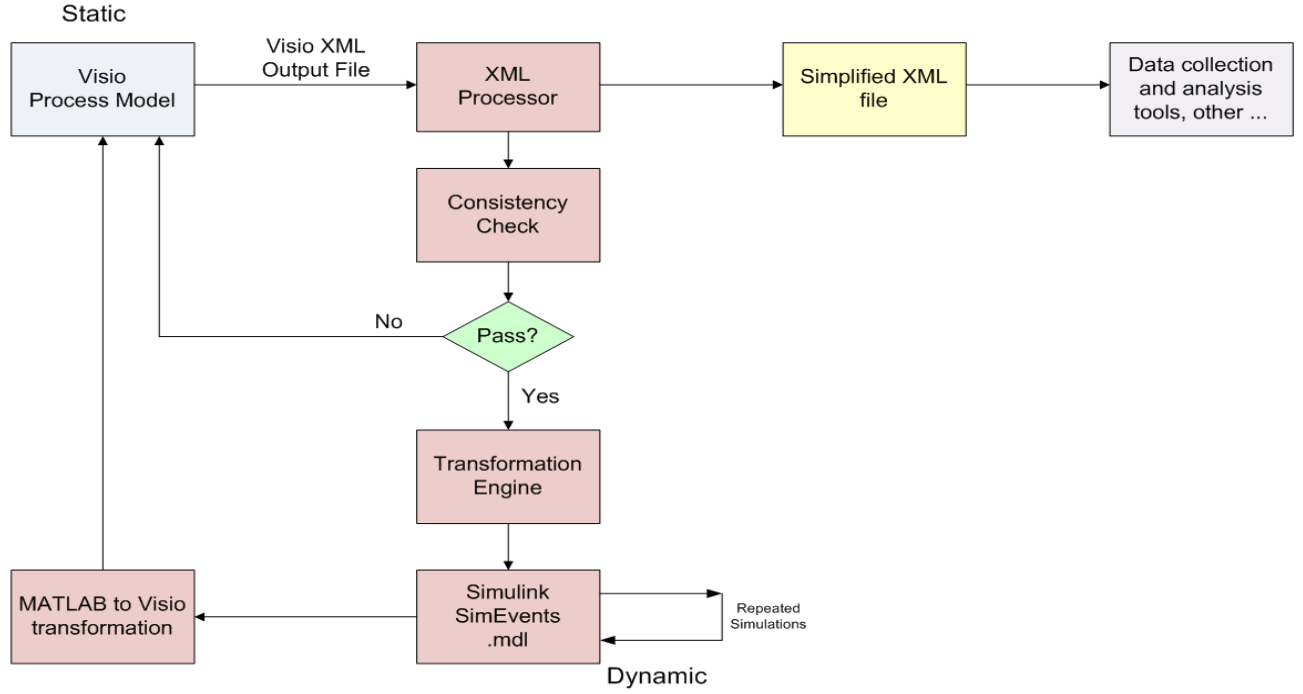 Static
Visio
Process Model
Visio XML
Output File
XML
Processor
Simplified XML
file
Data collection
and analysis
tools, other ...
Consistency
Check
No
Pass?
Yes
Transformation
Engine
MATLAB to Visio
transformation
Simulink
SimEvents
.mdl
Repeated
Simulations
Dynamic